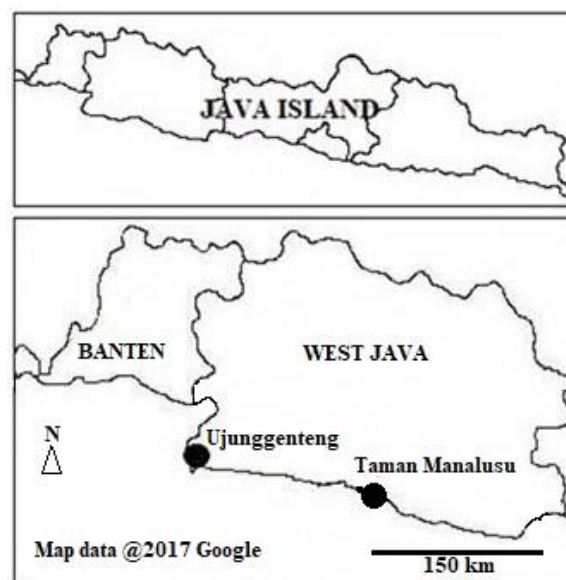 JAVA ISLAND
BANTEN
WEST JAVA
N
Ujunggenteng
Taman Manalusu
Map data @2017 Google
150 km